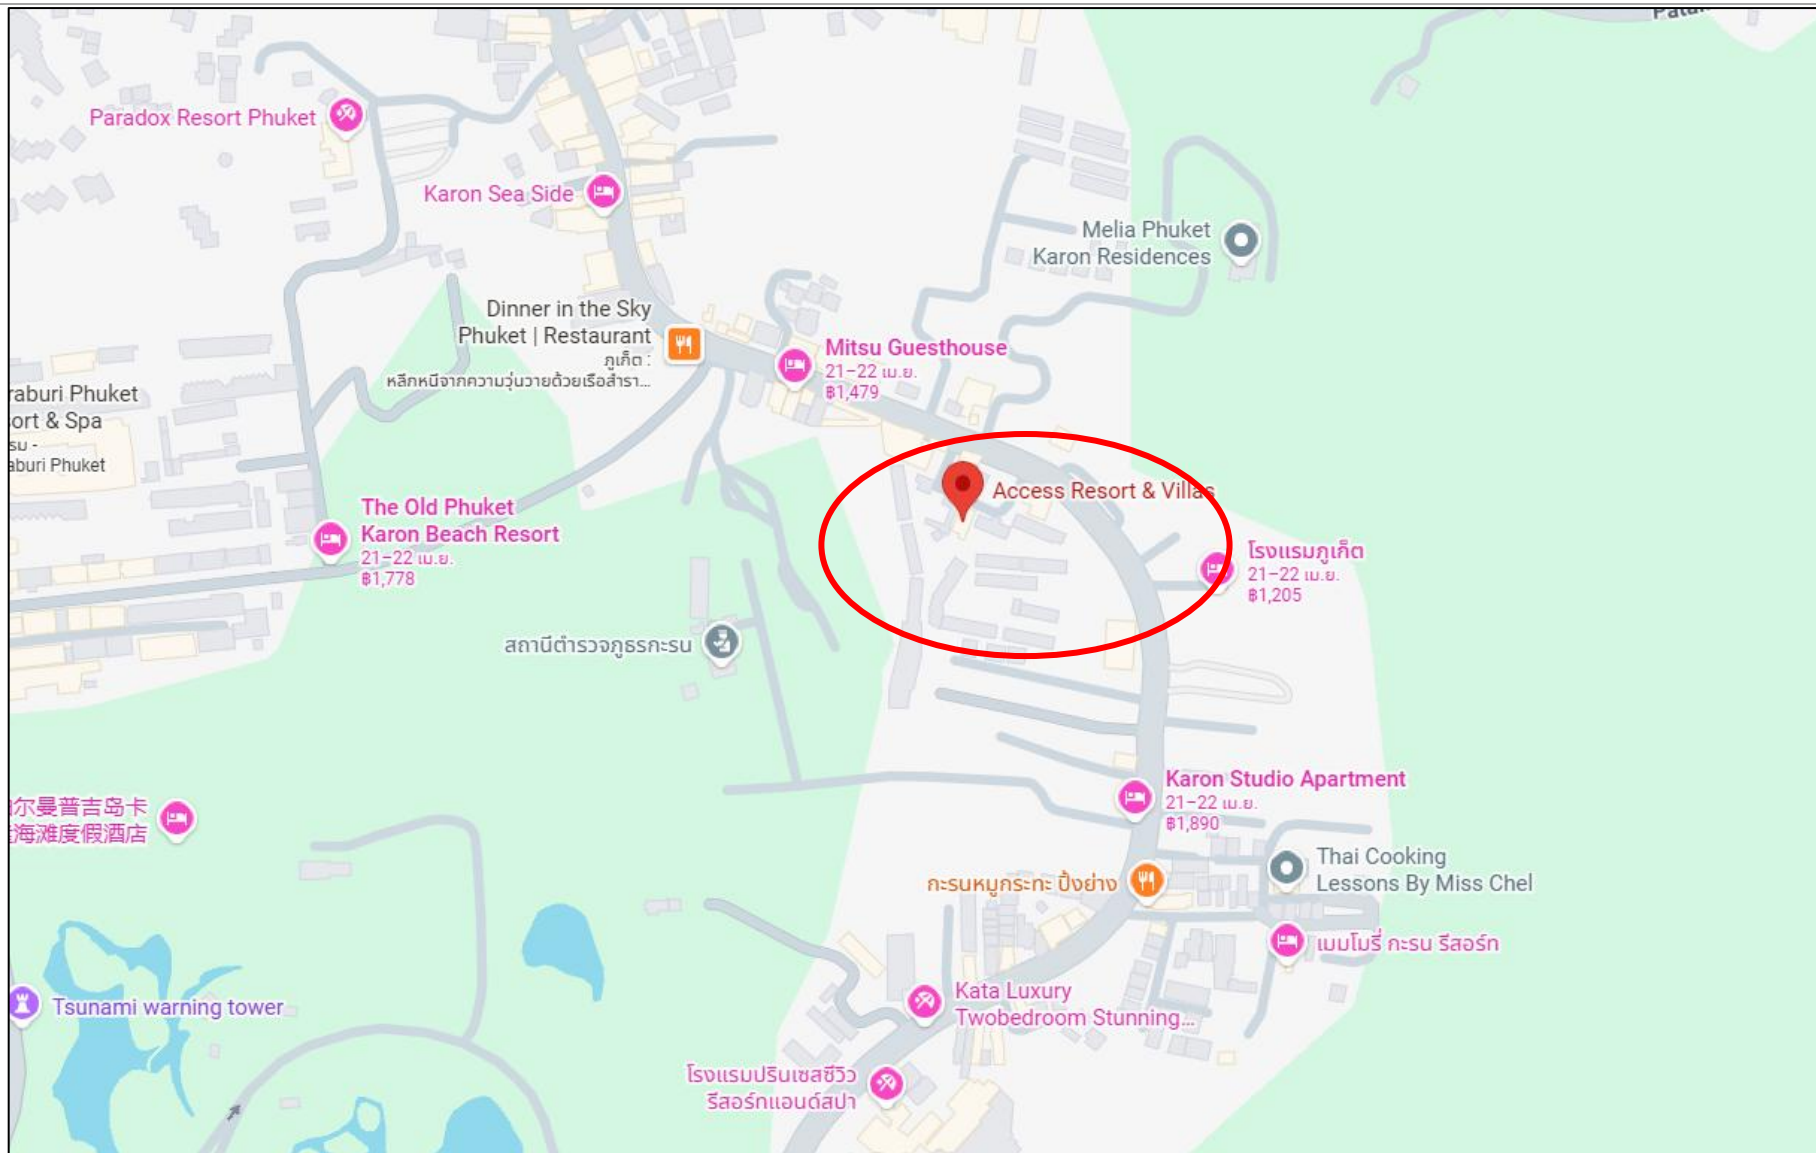 Paradox Resort Phuket
Karon Sea Side
Melia Phuket
Karon Residences
Dinner in the Sky
Phuket | Restaurant
ภูเก็ต :
หลีกหนีจากความวุ่นวายด้วยเรือสำรา...
Mitsu Guesthouse
21–22 เม.ย.
฿1,479
raburi Phuket
ort & Spa
รม -
aburi Phuket
The Old Phuket
Karon Beach Resort
21–22 เม.ย.
฿1,778
Access Resort & Villas
โรงแรมภูเก็ต
21–22 เม.ย.
฿1,205
สถานีตำรวจภูธรกะรน
Karon Studio Apartment
21–22 เม.ย.
฿1,890
尔曼普吉岛卡
海滩度假酒店
Thai Cooking
Lessons By Miss Chel
กะรนหมูกระทะ ปิ้งย่าง
เมมโมรี่ กะรน รีสอร์ท
Tsunami warning tower
Kata Luxury
Twobedroom Stunning...
โรงแรมปรินเซสซีวิว
รีสอร์ทแอนด์สปา